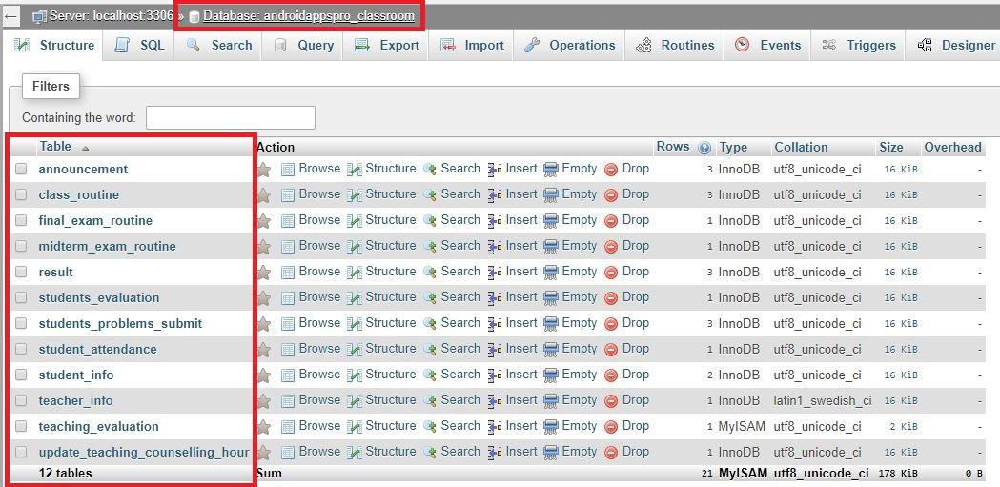 ← Server: localhost:3306 » Database: androidappspro_classroom
Structure SQL Search Query Export Import Operations Routines Events Triggers Designer
Filters
Containing the word:
Table Action Rows Type Collation Size Overhead
announcement Browse Structure Search Insert Empty Drop 3 InnoDB utf8_unicode_ci 16 KiB -
class_routine Browse Structure Search Insert Empty Drop 3 InnoDB utf8_unicode_ci 16 KiB -
final_exam_routine Browse Structure Search Insert Empty Drop 1 InnoDB utf8_unicode_ci 16 KiB -
midterm_exam_routine Browse Structure Search Insert Empty Drop 1 InnoDB utf8_unicode_ci 16 KiB -
result Browse Structure Search Insert Empty Drop 3 InnoDB utf8_unicode_ci 16 KiB -
students_evaluation Browse Structure Search Insert Empty Drop 1 InnoDB utf8_unicode_ci 16 KiB -
students_problems_submit Browse Structure Search Insert Empty Drop 3 InnoDB utf8_unicode_ci 16 KiB -
student_attendance Browse Structure Search Insert Empty Drop 1 InnoDB utf8_unicode_ci 16 KiB -
student_info Browse Structure Search Insert Empty Drop 2 InnoDB utf8_unicode_ci 16 KiB -
teacher_info Browse Structure Search Insert Empty Drop 1 InnoDB latin1_swedish_ci 16 KiB -
teaching_evaluation Browse Structure Search Insert Empty Drop 1 MyISAM utf8_unicode_ci 2 KiB -
update_teaching_counselling_hour Browse Structure Search Insert Empty Drop 1 InnoDB utf8_unicode_ci 16 KiB -
12 tables Sum 21 MyISAM utf8_unicode_ci 178 KiB 0 B